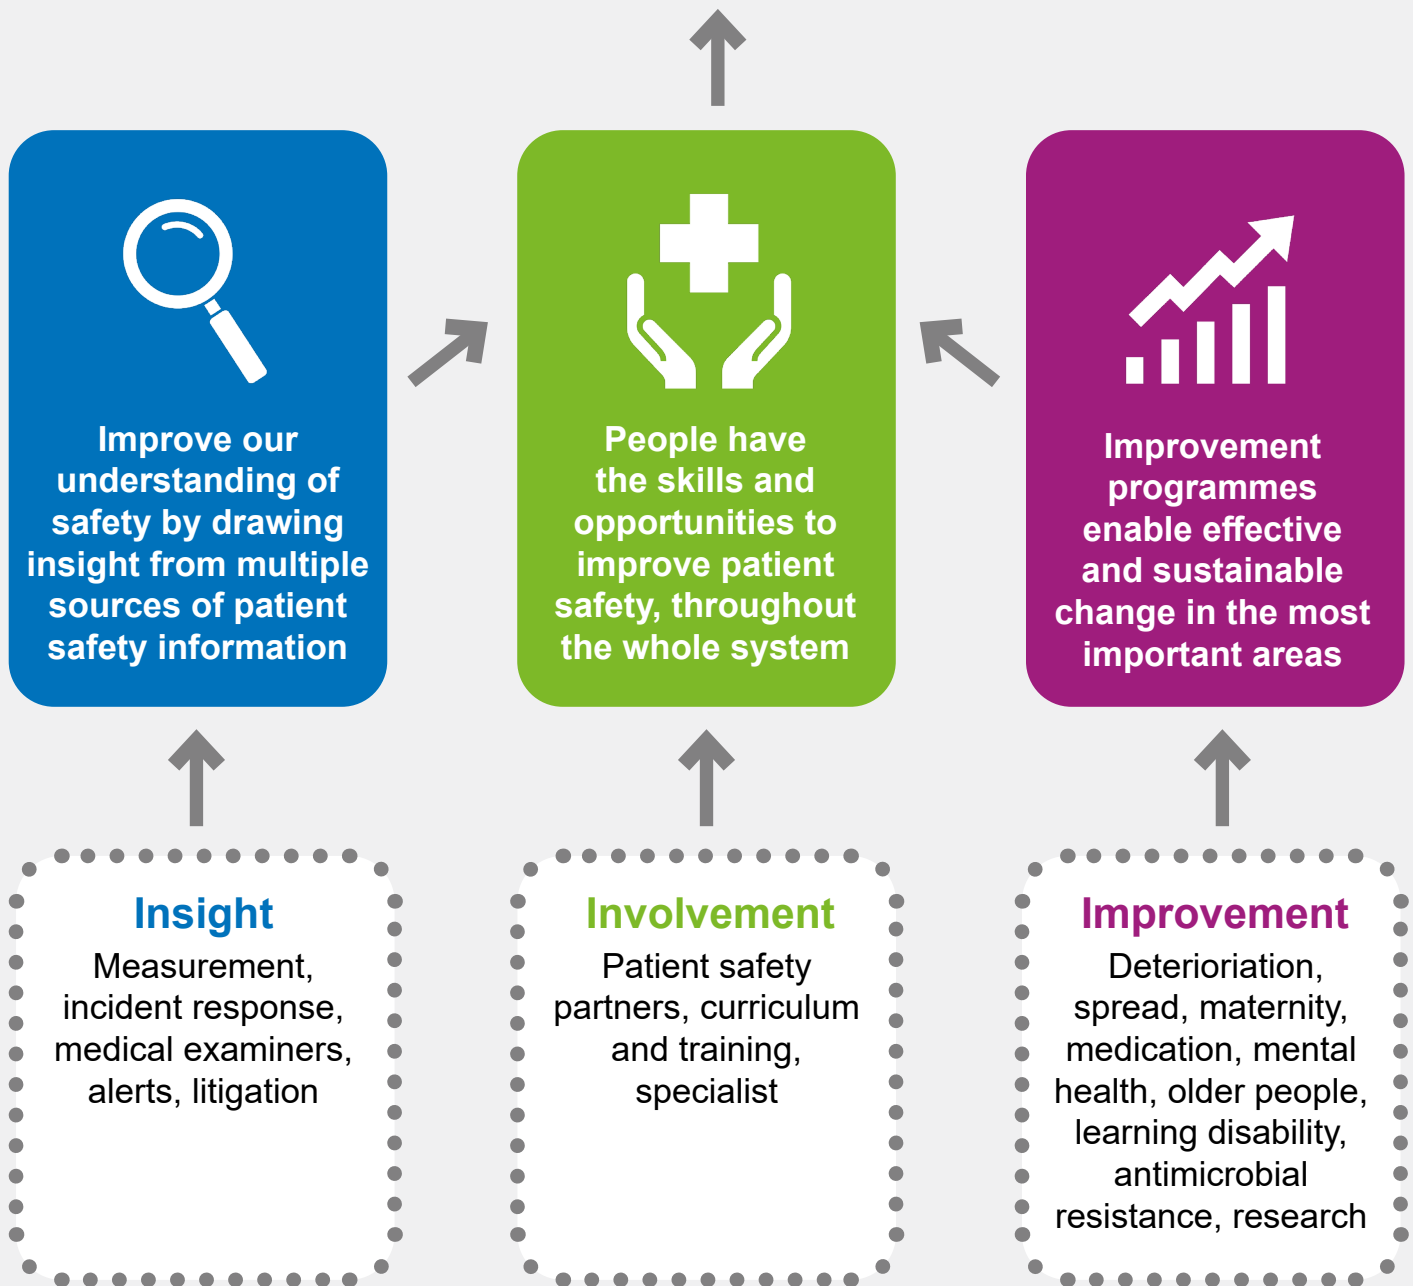 Improve our
understanding of
safety by drawing
insight from multiple
sources of patient
safety information
People have
the skills and
opportunities to
improve patient
safety, throughout
the whole system
Improvement
programmes
enable effective
and sustainable
change in the most
important areas
Insight
Measurement,
incident response,
medical examiners,
alerts, litigation
Involvement
Patient safety
partners, curriculum
and training,
specialist
Improvement
Deterioriation,
spread, maternity,
medication, mental
health, older people,
learning disability,
antimicrobial
resistance, research